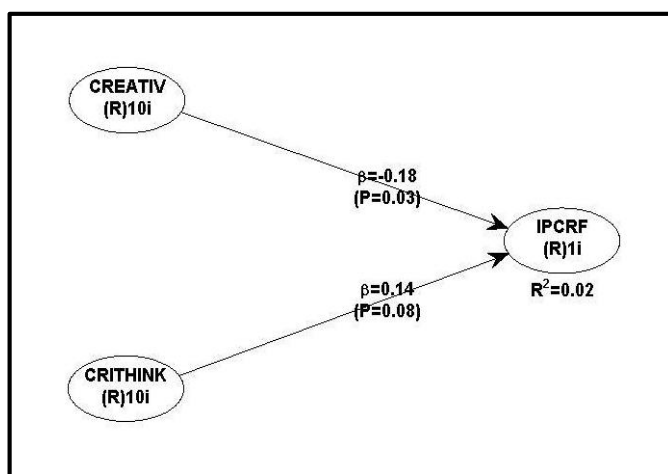 CREATIV
(R)10i
β=-0.18
(P=0.03)
IPCRF
(R)1i
R²=0.02
β=0.14
(P=0.08)
CRITHINK
(R)10i